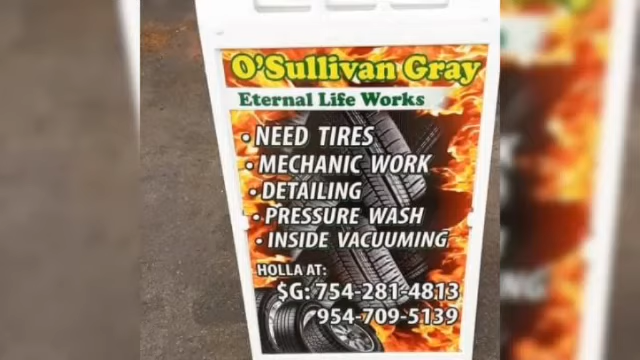 O'Sullivan Gray
Eternal Life Works
• NEED TIRES
• MECHANIC WORK
• DETAILING
• PRESSURE WASH
• INSIDE VACUUMING
HOLLA AT:
$G: 754-281-4813
954-709-5139